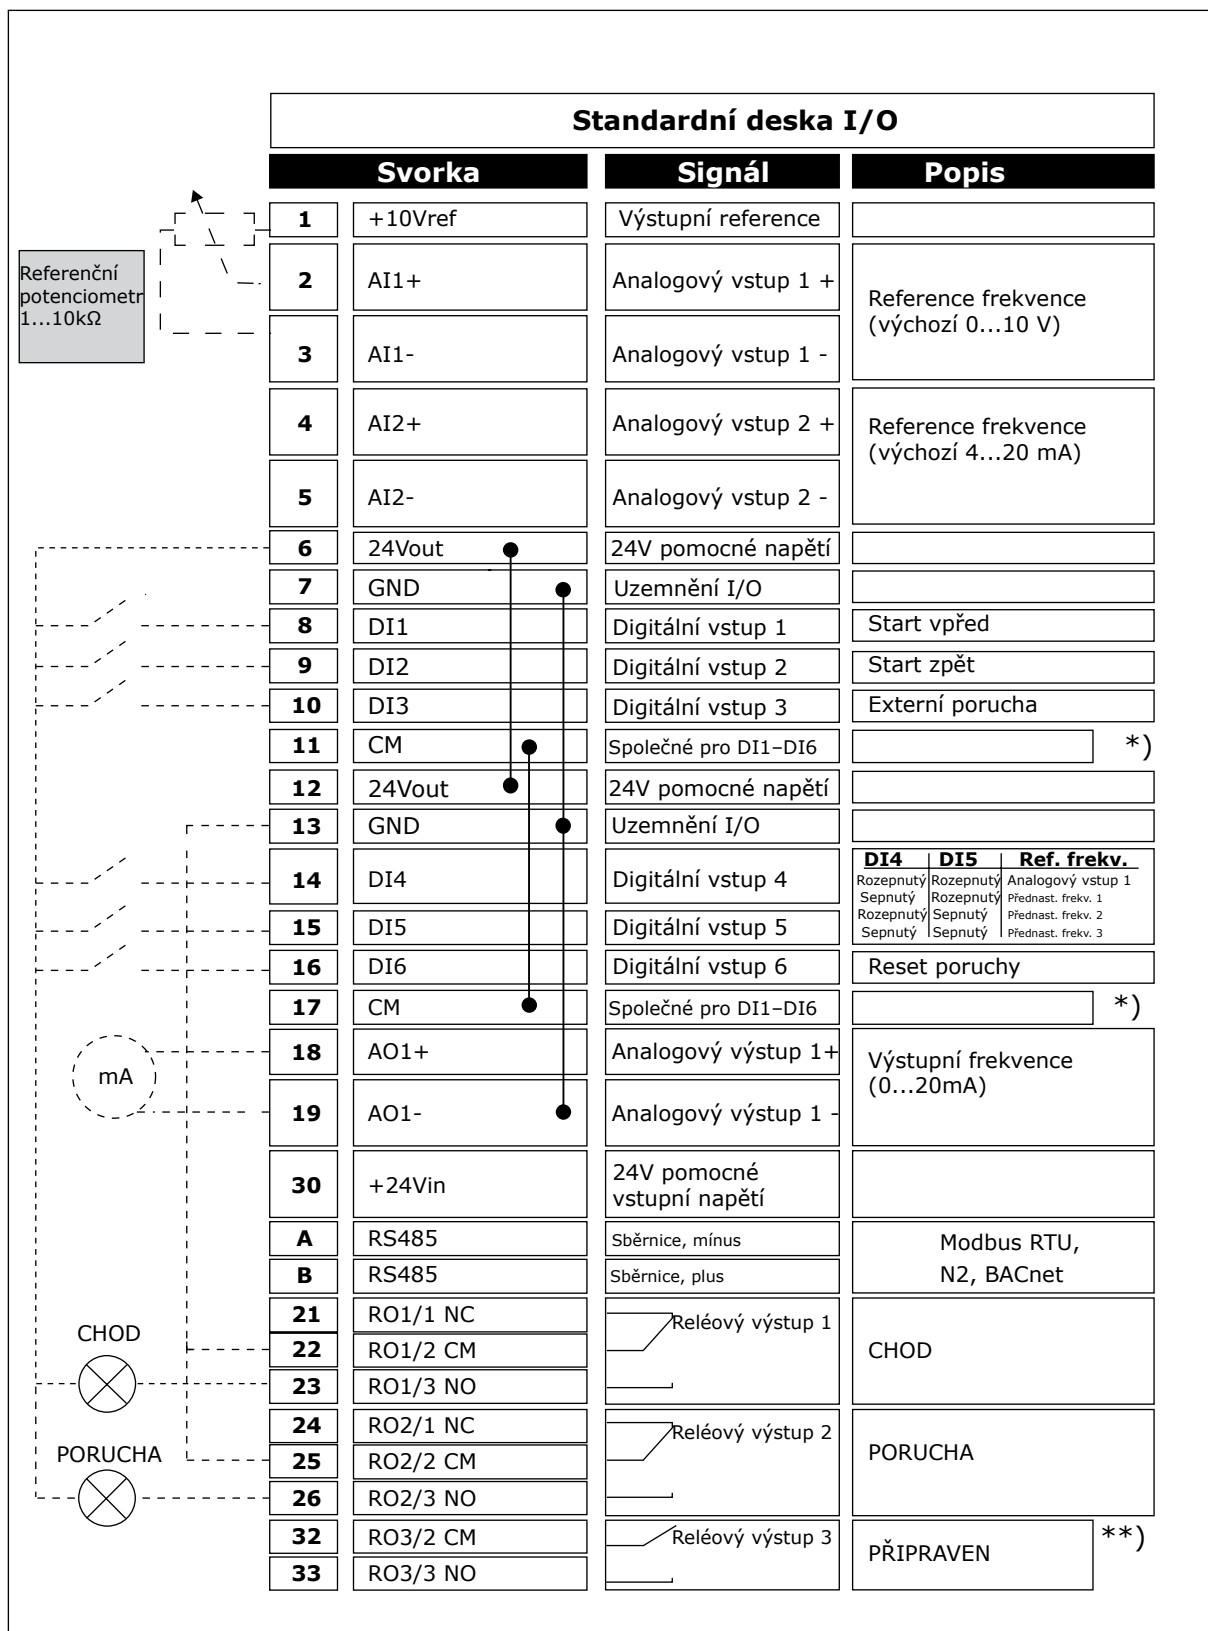 Standardní deska I/O
Svorka Signál Popis
1 +10Vref Výstupní reference
Referenční
potenciometr
1...10kΩ
2 AI1+ Analogový vstup 1 +
Reference frekvence
(výchozí 0...10 V)
3 AI1- Analogový vstup 1 -
4 AI2+ Analogový vstup 2 +
Reference frekvence
(výchozí 4...20 mA)
5 AI2- Analogový vstup 2 -
6 24Vout 24V pomocné napětí
7 GND Uzemnění I/O
8 DI1 Digitální vstup 1 Start vpřed
9 DI2 Digitální vstup 2 Start zpět
10 DI3 Digitální vstup 3 Externí porucha
11 CM Společné pro DI1–DI6 *)
12 24Vout 24V pomocné napětí
13 GND Uzemnění I/O
14 DI4 Digitální vstup 4
DI4 DI5 Ref. frekv.
Rozepnutý Rozepnutý Analogový vstup 1
Sepnutý Rozepnutý Přednast. frekv. 1
Rozepnutý Sepnutý Přednast. frekv. 2
Sepnutý Sepnutý Přednast. frekv. 3
15 DI5 Digitální vstup 5
16 DI6 Digitální vstup 6 Reset poruchy
17 CM Společné pro DI1–DI6 *)
mA
18 AO1+ Analogový výstup 1+
Výstupní frekvence
(0...20mA)
19 AO1- Analogový výstup 1 -
30 +24Vin 24V pomocné
vstupní napětí
A RS485 Sběrnice, mínus
Modbus RTU,
N2, BACnet
B RS485 Sběrnice, plus
21 RO1/1 NC Reléový výstup 1
CHOD
22 RO1/2 CM CHOD
23 RO1/3 NO
24 RO2/1 NC Reléový výstup 2
PORUCHA
25 RO2/2 CM PORUCHA
26 RO2/3 NO
32 RO3/2 CM Reléový výstup 3 **)
PŘIPRAVEN
33 RO3/3 NO